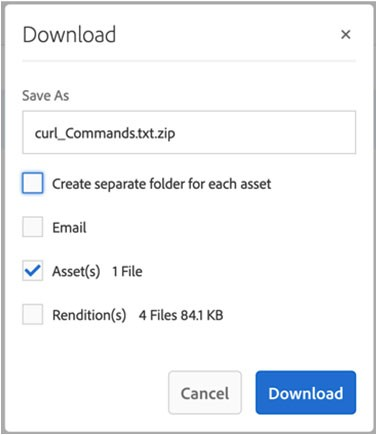 Download
Save As
curl_Commands.txt.zip
Create separate folder for each asset
Email
Asset(s) 1 File
Rendition(s) 4 Files 84.1 KB
Cancel Download